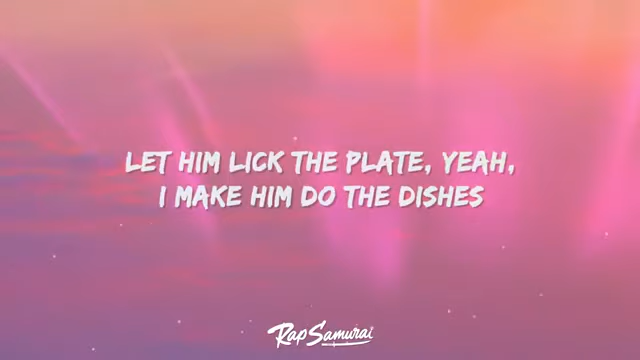 LET HIM LICK THE PLATE, YEAH,
I MAKE HIM DO THE DISHES
RapSamurai